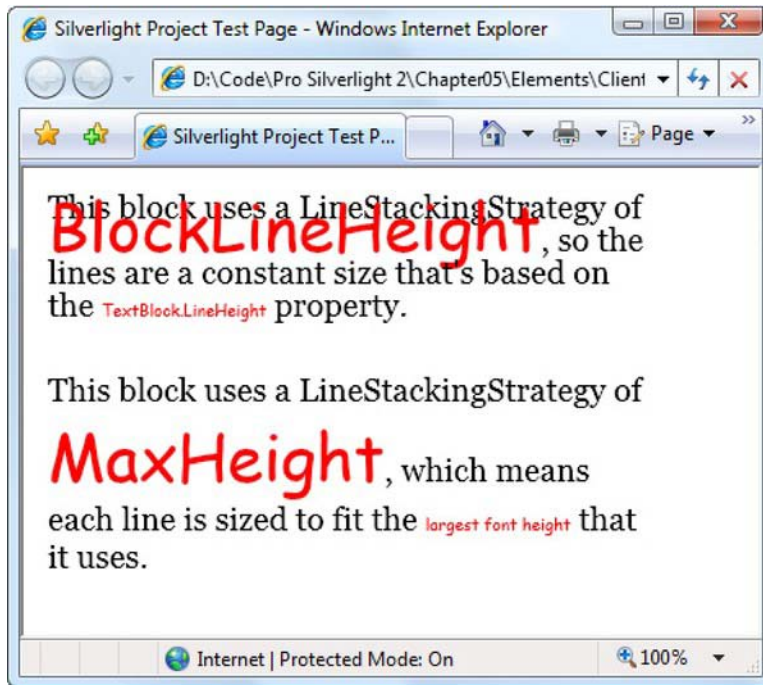 Silverlight Project Test Page - Windows Internet Explorer
D:\Code\Pro Silverlight 2\Chapter05\Elements\Client
Silverlight Project Test P...
Page
This block uses a LineStackingStrategy of
BlockLineHeight, so the
lines are a constant size that's based on
the TextBlock.LineHeight property.
This block uses a LineStackingStrategy of
MaxHeight, which means
each line is sized to fit the largest font height that
it uses.
Internet | Protected Mode: On
100%